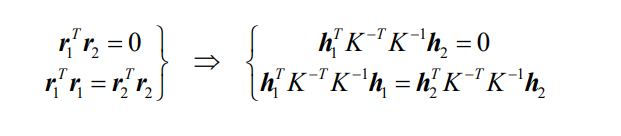 r₁ᵀr₂ = 0 ⇒ h₁ᵀK⁻ᵀK⁻¹h₂ = 0
r₁ᵀr₁ = r₂ᵀr₂ h₁ᵀK⁻ᵀK⁻¹h₁ = h₂ᵀK⁻ᵀK⁻¹h₂